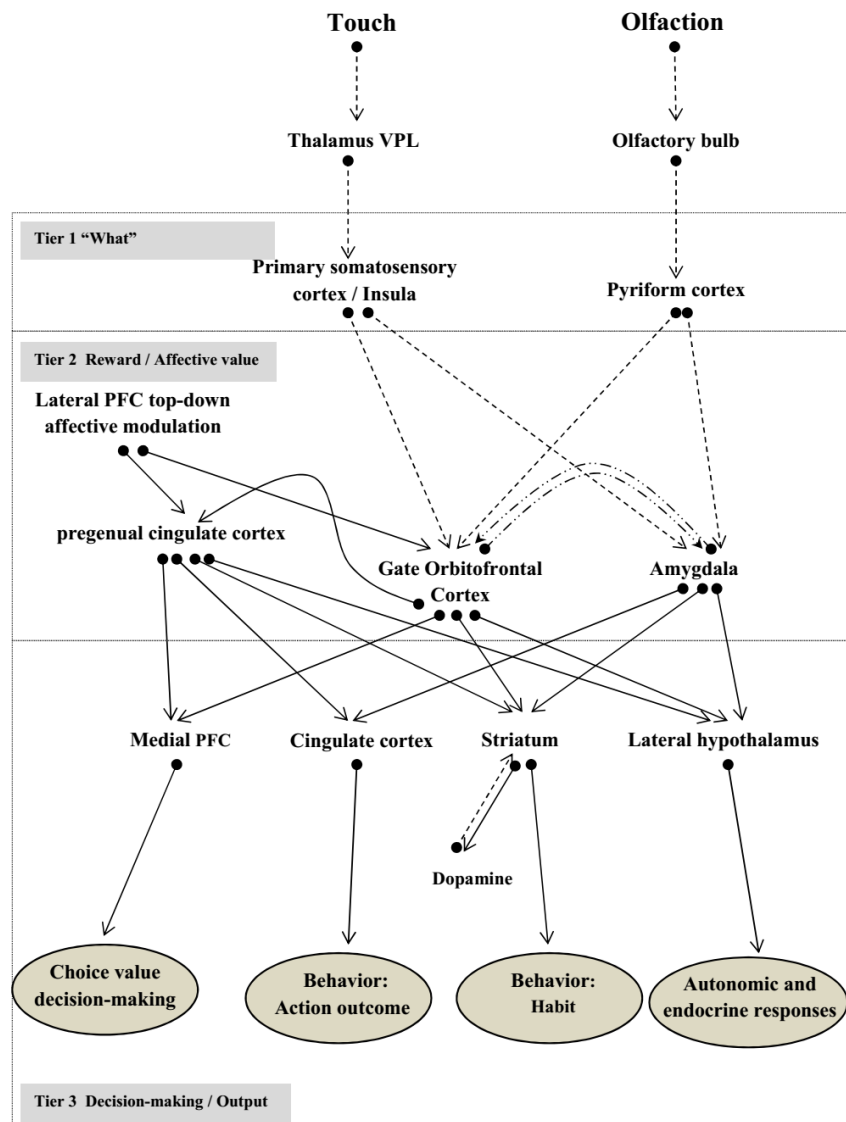 Touch
Olfaction
Thalamus VPL
Olfactory bulb
Tier 1 “What”
Primary somatosensory
cortex / Insula
Pyriform cortex
Tier 2  Reward / Affective value
Lateral PFC top-down
affective modulation
pregenual cingulate cortex
Gate Orbitofrontal
Cortex
Amygdala
Medial PFC
Cingulate cortex
Striatum
Lateral hypothalamus
Dopamine
Choice value
decision-making
Behavior:
Action outcome
Behavior:
Habit
Autonomic and
endocrine responses
Tier 3  Decision-making / Output